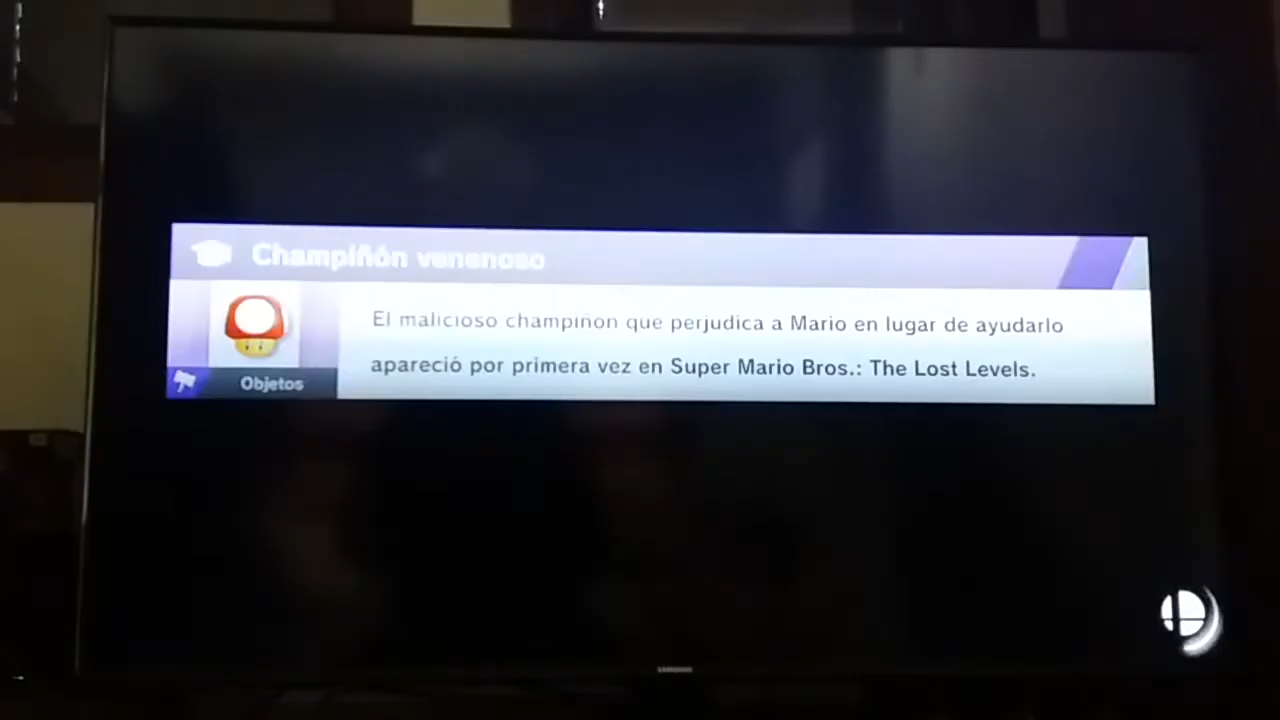 Champiñón venenoso
El malicioso champiñon que perjudica a Mario en lugar de ayudarlo
apareció por primera vez en Super Mario Bros.: The Lost Levels.
Objetos
SAMSUNG